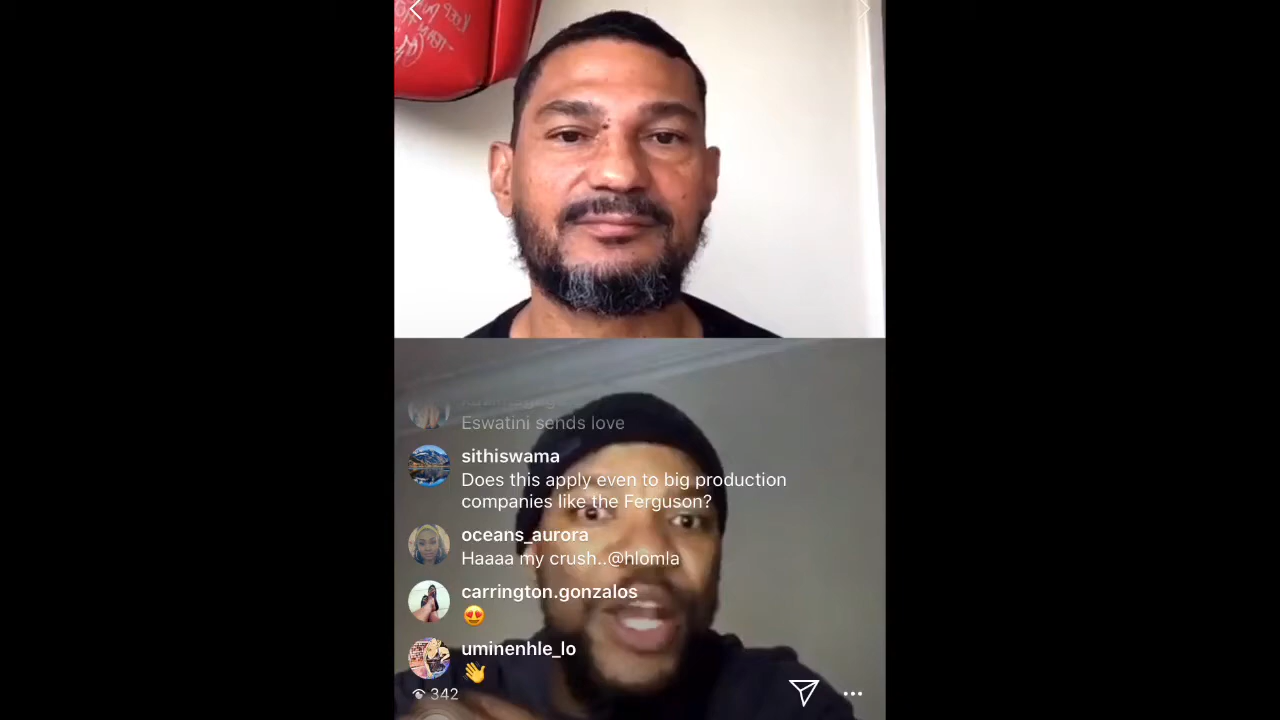 Eswatini sends love
sithiswama
Does this apply even to big production
companies like the Ferguson?
oceans_aurora
Haaaa my crush..@hlomla
carrington.gonzalos
😍
uminenhle_lo
👋
342